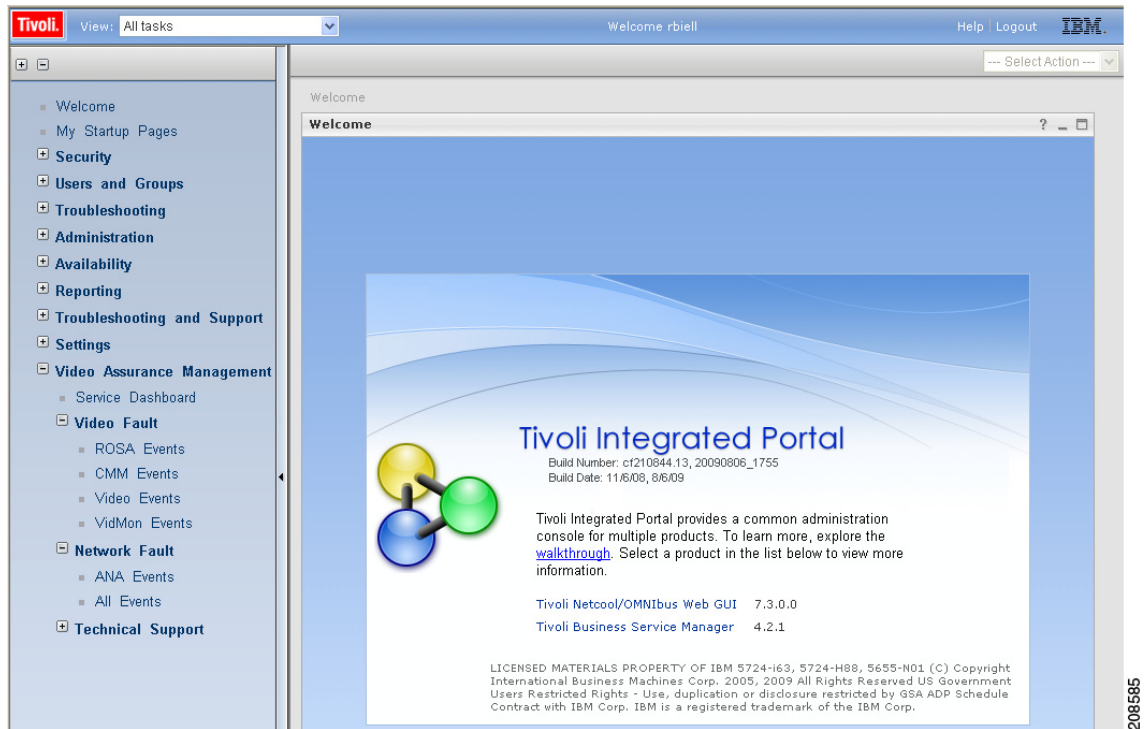 Tivoli. View: All tasks Welcome rbiell Help Logout IBM.
--- Select Action ---
Welcome
My Startup Pages
Security
Users and Groups
Troubleshooting
Administration
Availability
Reporting
Troubleshooting and Support
Settings
Video Assurance Management
Service Dashboard
Video Fault
ROSA Events
CMM Events
Video Events
VidMon Events
Network Fault
ANA Events
All Events
Technical Support
Welcome
Welcome ?
Tivoli Integrated Portal
Build Number: cf210844.13, 20090806_1755
Build Date: 11/6/08, 8/6/09
Tivoli Integrated Portal provides a common administration
console for multiple products. To learn more, explore the
walkthrough. Select a product in the list below to view more
information.
Tivoli Netcool/OMNIbus Web GUI 7.3.0.0
Tivoli Business Service Manager 4.2.1
LICENSED MATERIALS PROPERTY OF IBM 5724-i63, 5724-H88, 5655-N01 (C) Copyright
International Business Machines Corp. 2005, 2009 All Rights Reserved US Government
Users Restricted Rights - Use, duplication or disclosure restricted by GSA ADP Schedule
Contract with IBM Corp. IBM is a registered trademark of the IBM Corp.
208585